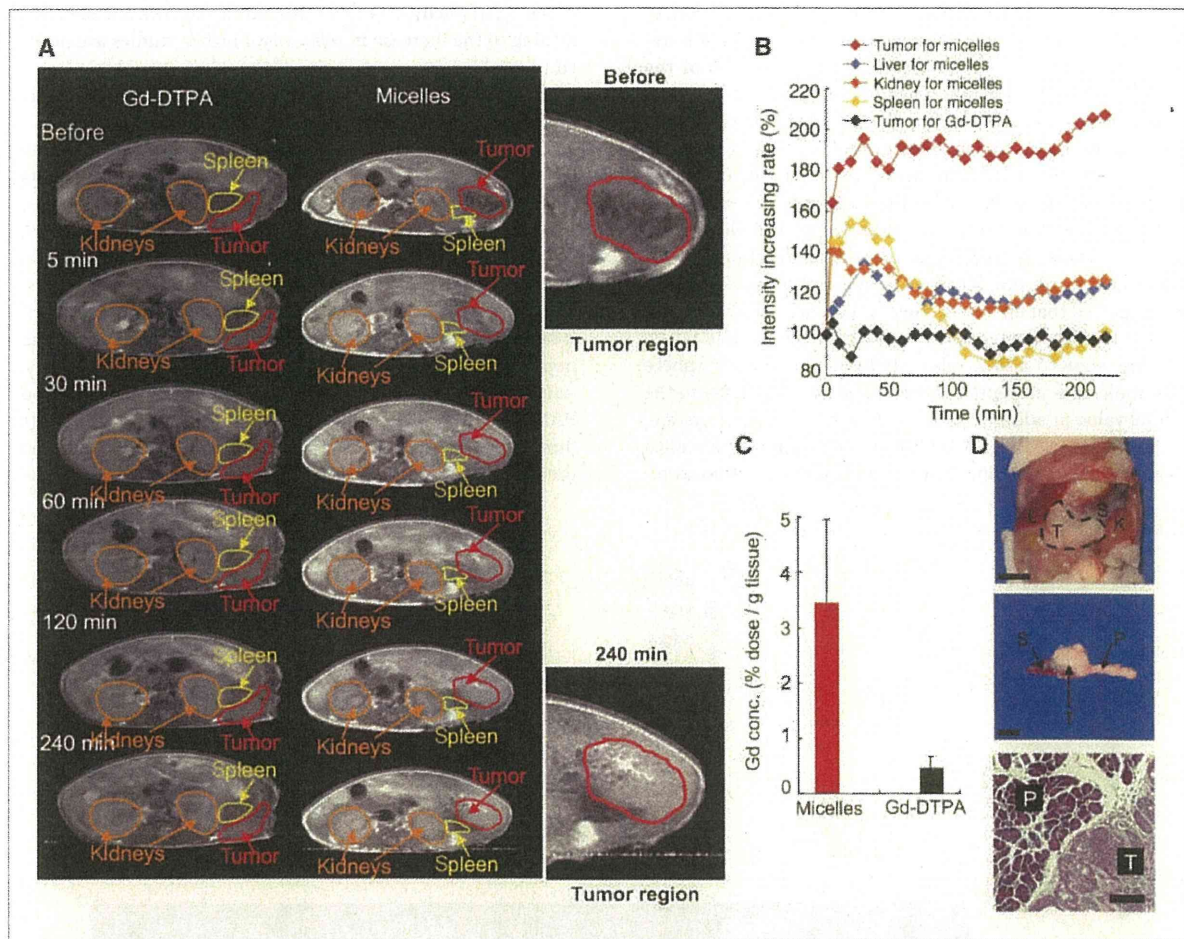 A
Gd-DTPA
Micelles
Before
Spleen
Tumor
Kidneys
Tumor
Kidneys
Spleen
5 min
Spleen
Tumor
Kidneys
Tumor
Kidneys
Spleen
30 min
Spleen
Tumor
Kidneys
Tumor
Kidneys
Spleen
60 min
Spleen
Tumor
Kidneys
Tumor
Kidneys
Spleen
120 min
Spleen
Tumor
Kidneys
Tumor
Kidneys
Spleen
240 min
Spleen
Tumor
Kidneys
Tumor
Kidneys
Spleen
Before
Tumor region
240 min
Tumor region
B
Tumor for micelles
Liver for micelles
Kidney for micelles
Spleen for micelles
Tumor for Gd-DTPA
Intensity increasing rate (%)
220
200
180
160
140
120
100
80
0
50
100
150
200
Time (min)
C
Gd conc. (% dose / g tissue)
5
4
3
2
1
0
Micelles
Gd-DTPA
D
L
T
S
K
S
P
T
P
T